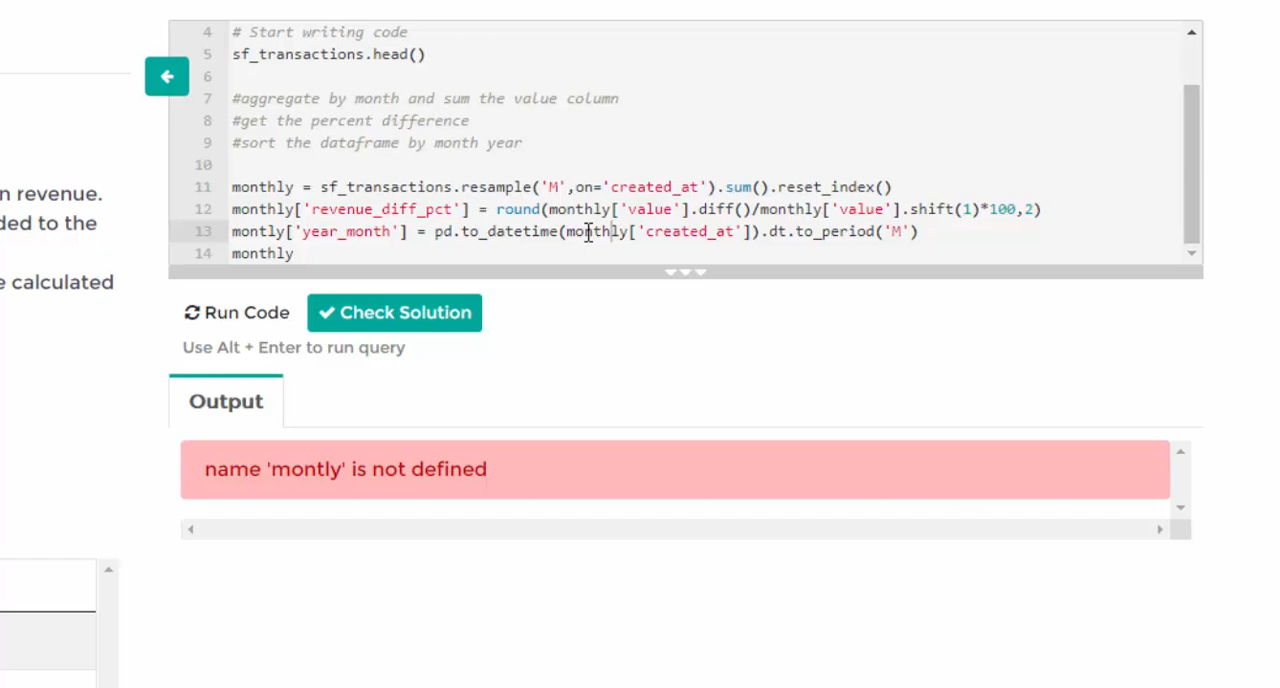 4 # Start writing code
5 sf_transactions.head()
6
7 #aggregate by month and sum the value column
8 #get the percent difference
9 #sort the dataframe by month year
10
11 monthly = sf_transactions.resample('M',on='created_at').sum().reset_index()
12 monthly['revenue_diff_pct'] = round(monthly['value'].diff()/monthly['value'].shift(1)*100,2)
13 montly['year_month'] = pd.to_datetime(monthly['created_at']).dt.to_period('M')
14 monthly
n revenue.
ded to the
e calculated
Run Code
Check Solution
Use Alt + Enter to run query
Output
name 'montly' is not defined